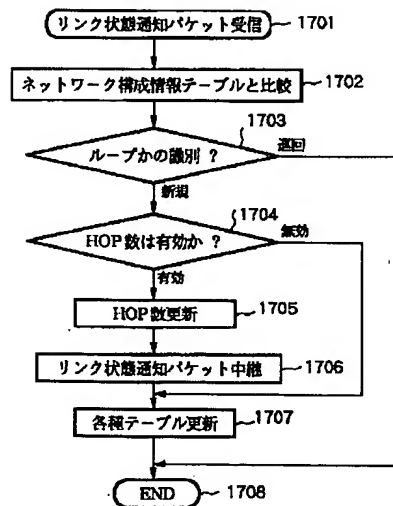 リンク状態通知パケット受信 1701
ネットワーク構成情報テーブルと比較 1702
1703
ループかの識別 ? 巡回
新規
1704
HOP数は有効か ? 無効
有効
HOP数更新 1705
リンク状態通知パケット中継 1706
各種テーブル更新 1707
END 1708